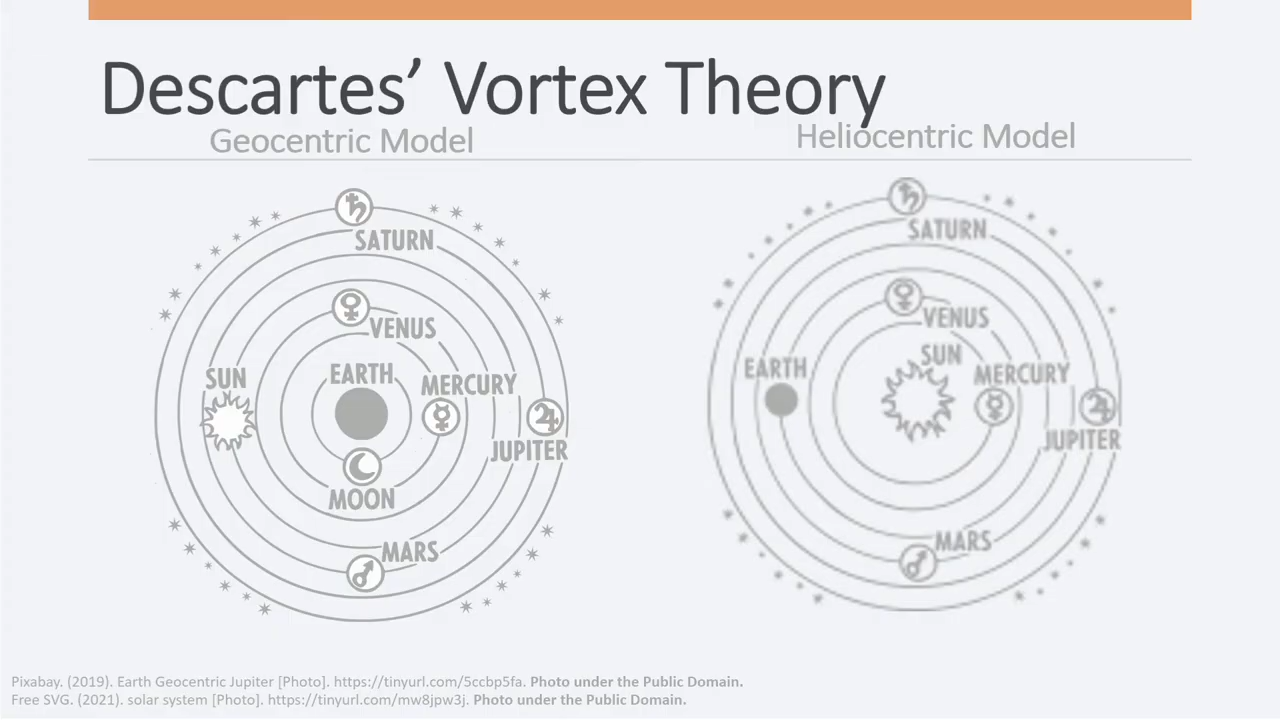 Descartes’ Vortex Theory
Geocentric Model
Heliocentric Model
SATURN
VENUS
SUN
EARTH
MERCURY
JUPITER
MOON
MARS
SATURN
VENUS
SUN
EARTH
MERCURY
JUPITER
MARS
Pixabay. (2019). Earth Geocentric Jupiter [Photo]. https://tinyurl.com/5ccbp5fa. Photo under the Public Domain.
Free SVG. (2021). solar system [Photo]. https://tinyurl.com/mw8jpw3j. Photo under the Public Domain.